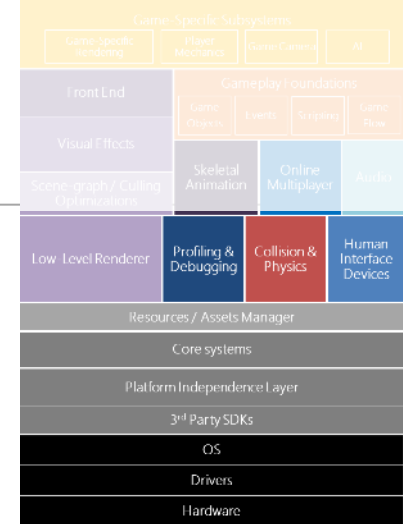 Game-Specific Subsystems
Game-Specific
Rendering
Player
Mechanics
Game Camera
AI
Front End
Gameplay Foundations
Game
Objects
Events
Scripting
Game
Flow
Visual Effects
Skeletal
Animation
Online
Multiplayer
Audio
Scene-graph / Culling
Optimizations
Low-Level Renderer
Profiling &
Debugging
Collision &
Physics
Human
Interface
Devices
Resources / Assets Manager
Core systems
Platform Independence Layer
3rd Party SDKs
OS
Drivers
Hardware